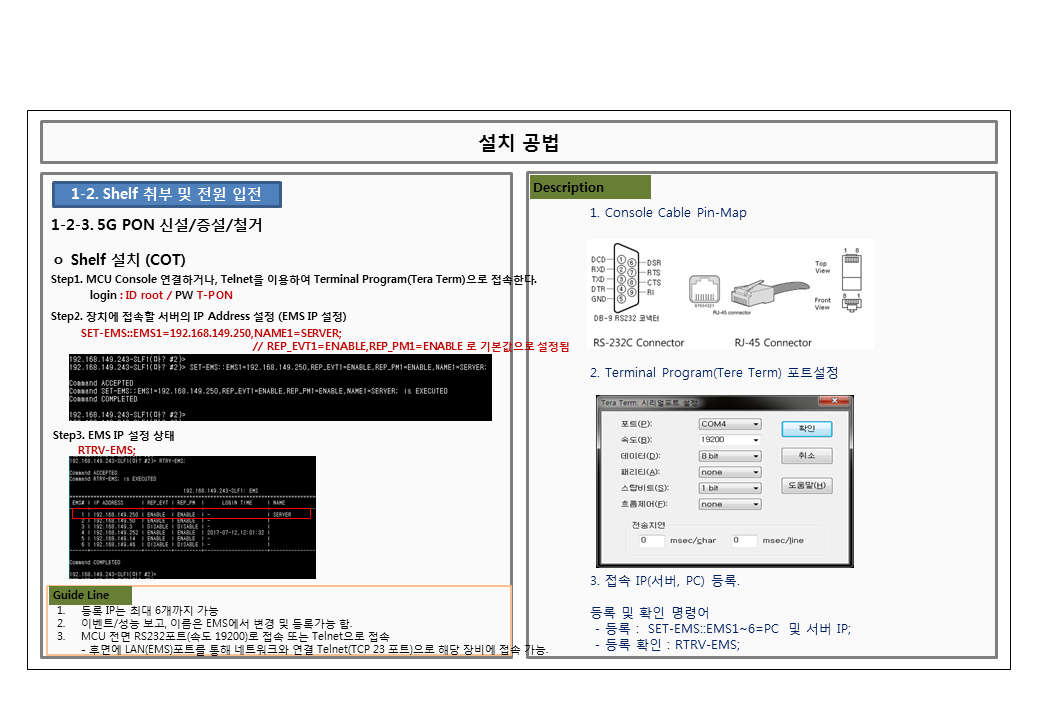 설치 공법
1-2. Shelf 취부 및 전원 입전
1-2-3. 5G PON 신설/증설/철거
ㅇ Shelf 설치 (COT)
Step1. MCU Console 연결하거나, Telnet을 이용하여 Terminal Program(Tera Term)으로 접속한다.
login : ID root / PW T-PON
Step2. 장치에 접속할 서버의 IP Address 설정 (EMS IP 설정)
SET-EMS::EMS1=192.168.149.250,NAME1=SERVER;
// REP_EVT1=ENABLE,REP_PM1=ENABLE 로 기본값으로 설정됨
192.168.149.243-SLF1(마? #2)>
192.168.149.243-SLF1(마? #2)> SET-EMS::EMS1=192.168.149.250,REP_EVT1=ENABLE,REP_PM1=ENABLE,NAME1=SERVER;
Command ACCEPTED
Command SET-EMS::EMS1=192.168.149.250,REP_EVT1=ENABLE,REP_PM1=ENABLE,NAME1=SERVER; is EXECUTED
Command COMPLETED
192.168.149.243-SLF1(마? #2)>
Step3. EMS IP 설정 상태
RTRV-EMS;
192.168.149.243-SLF1(마? #2)> RTRV-EMS;
Command ACCEPTED
Command RTRV-EMS; is EXECUTED
192.168.149.243-SLF1: EMS
EMS# | IP ADDRESS | REP_EVT | REP_PM | LOGIN TIME | NAME
1 | 192.168.149.250 | ENABLE | ENABLE | - | SERVER
2 | 192.168.149.50 | ENABLE | ENABLE | - |
3 | 192.168.149.3 | DISABLE | DISABLE | - |
4 | 192.168.149.252 | ENABLE | ENABLE | 2017-07-12,12:01:32 |
5 | 192.168.149.14 | ENABLE | ENABLE | - |
6 | 192.168.149.46 | DISABLE | DISABLE | - |
Command COMPLETED
192.168.149.243-SLF1(마? #2)>
Guide Line
1. 등록 IP는 최대 6개까지 가능
2. 이벤트/성능 보고, 이름은 EMS에서 변경 및 등록가능 함.
3. MCU 전면 RS232포트(속도 19200)로 접속 또는 Telnet으로 접속
- 후면에 LAN(EMS)포트를 통해 네트워크와 연결 Telnet(TCP 23 포트)으로 해당 장비에 접속 가능.
Description
1. Console Cable Pin-Map
DCD 1 6 DSR
RXD 2 7 RTS
TXD 3 8 CTS
DTR 4 9 RI
GND 5
DB-9 RS232 코넥터
87654321
RJ-45 connector
Top View
1 8
Front View
8 1
RS-232C Connector
RJ-45 Connector
2. Terminal Program(Tere Term) 포트설정
Tera Term: 시리얼포트 설정
포트(P): COM4 확인
속도(B): 19200
데이터(D): 8 bit 취소
패리티(A): none
스탑비트(S): 1 bit 도움말(H)
흐름제어(F): none
전송지연
0 msec/char 0 msec/line
3. 접속 IP(서버, PC) 등록.
등록 및 확인 명령어
- 등록 : SET-EMS::EMS1~6=PC 및 서버 IP;
- 등록 확인 : RTRV-EMS;